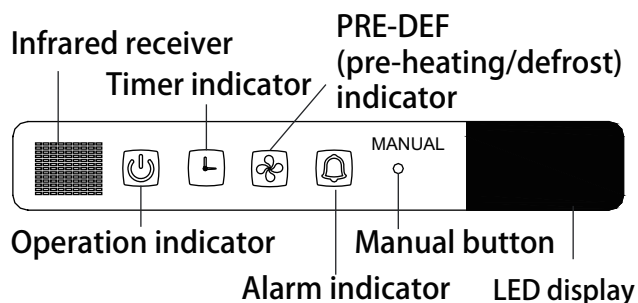 Infrared receiver
Timer indicator
PRE-DEF
(pre-heating/defrost)
indicator
MANUAL
Operation indicator
Manual button
Alarm indicator
LED display